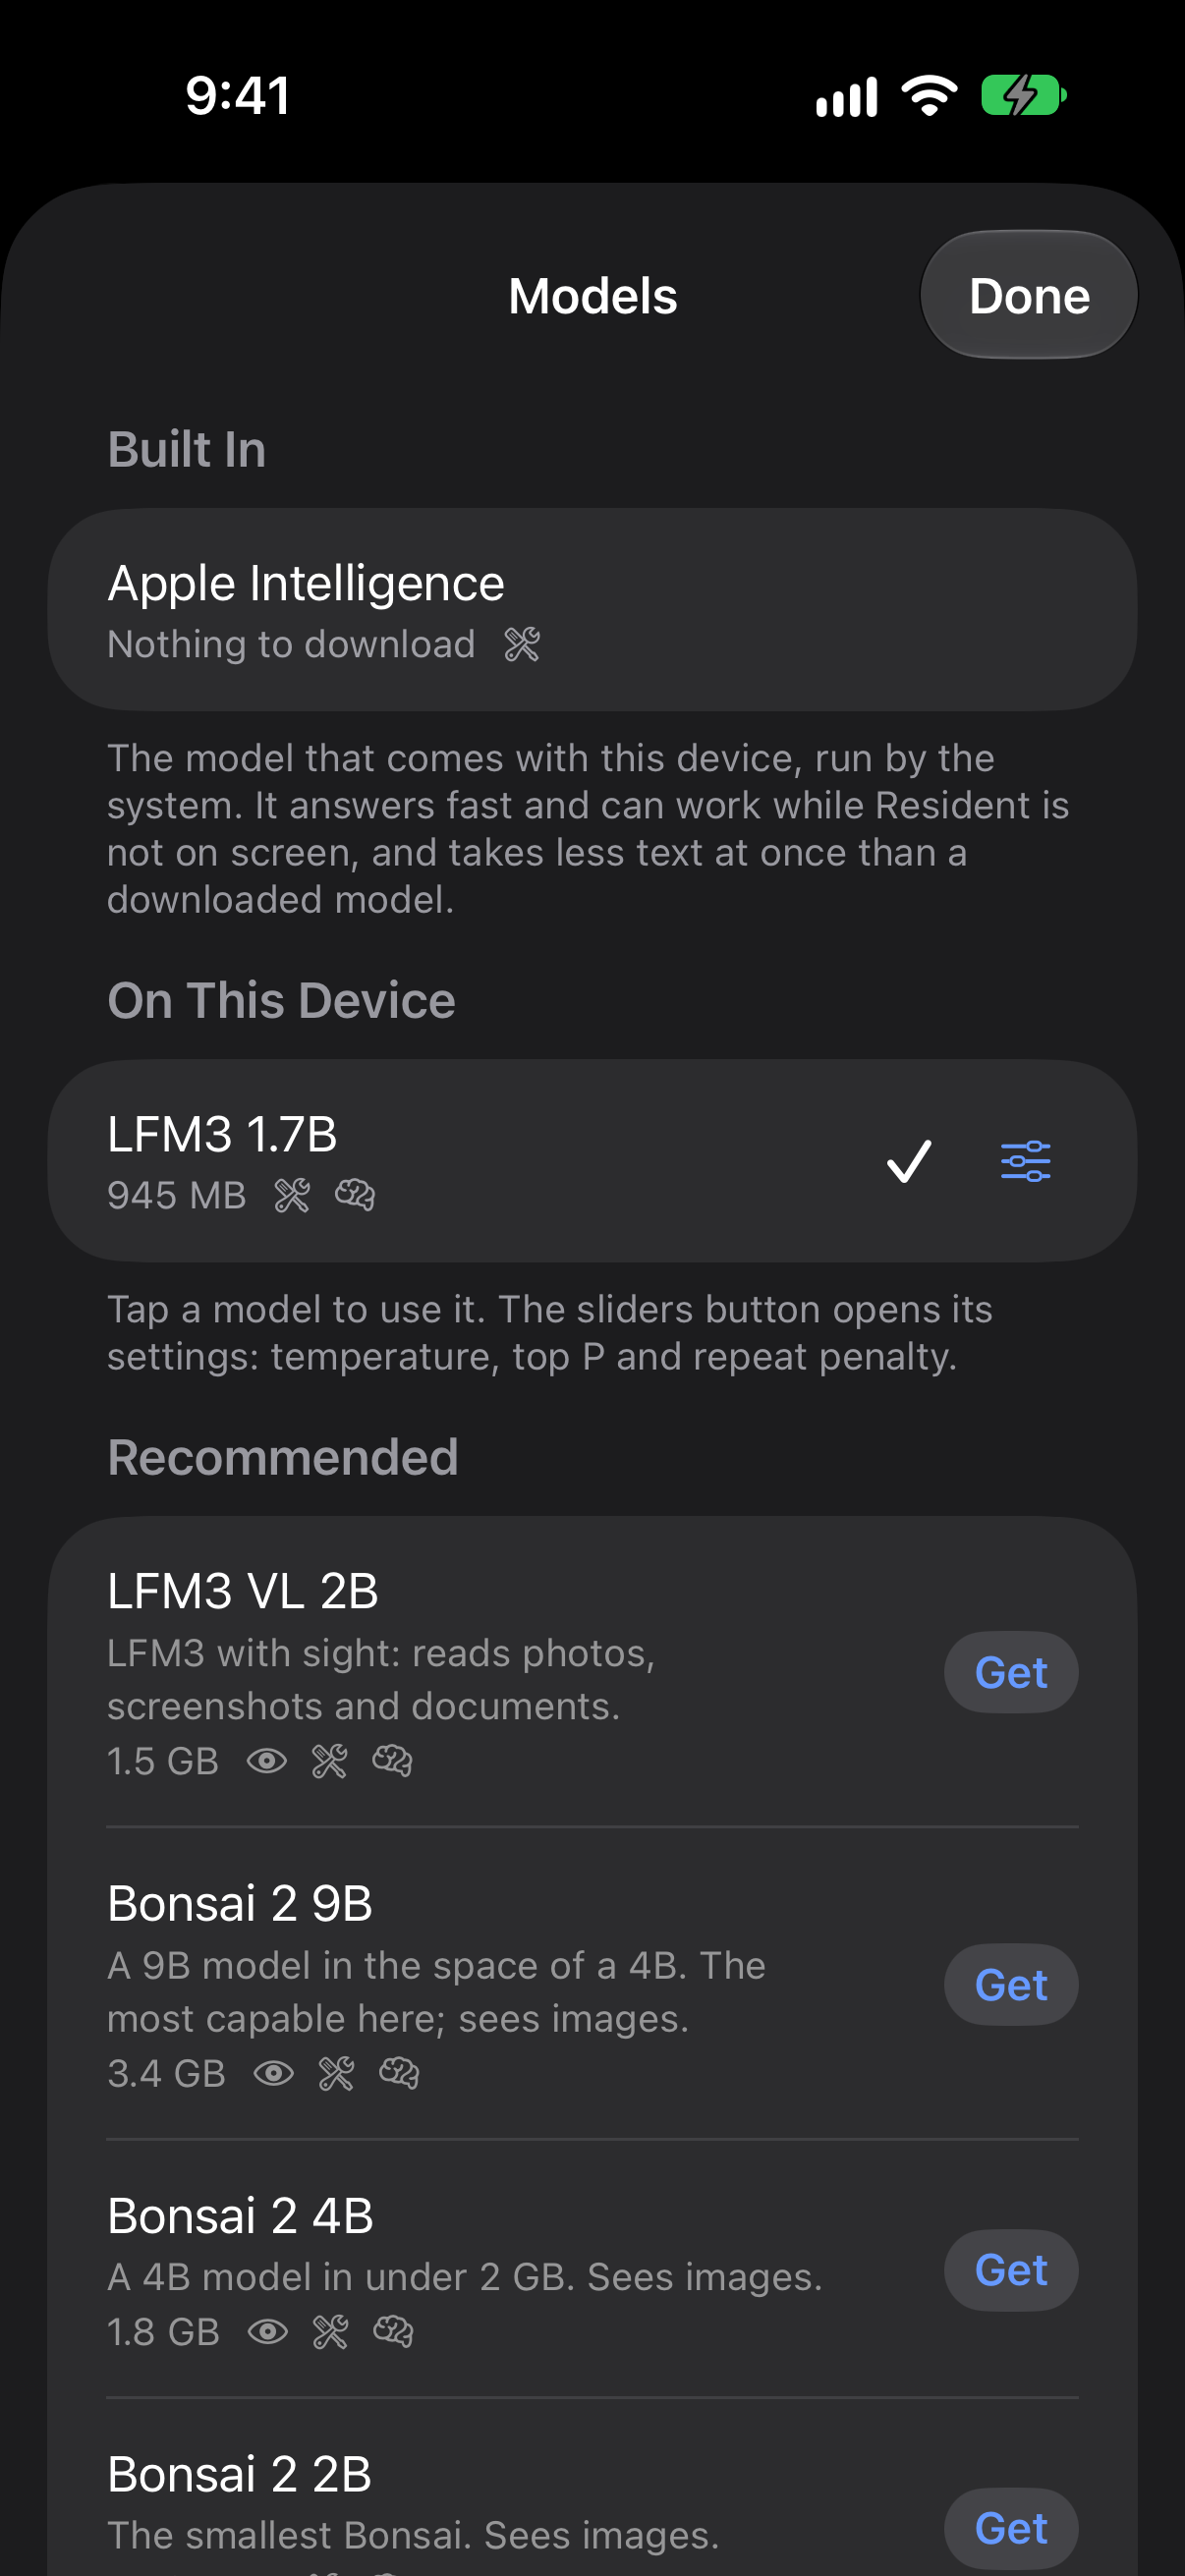 9:41
Models
Done
Built In
Apple Intelligence
Nothing to download
The model that comes with this device, run by the
system. It answers fast and can work while Resident is
not on screen, and takes less text at once than a
downloaded model.
On This Device
LFM3 1.7B
945 MB
Tap a model to use it. The sliders button opens its
settings: temperature, top P and repeat penalty.
Recommended
LFM3 VL 2B
LFM3 with sight: reads photos,
screenshots and documents.
Get
1.5 GB
Bonsai 2 9B
A 9B model in the space of a 4B. The
most capable here; sees images.
Get
3.4 GB
Bonsai 2 4B
A 4B model in under 2 GB. Sees images.
Get
1.8 GB
Bonsai 2 2B
The smallest Bonsai. Sees images.
Get